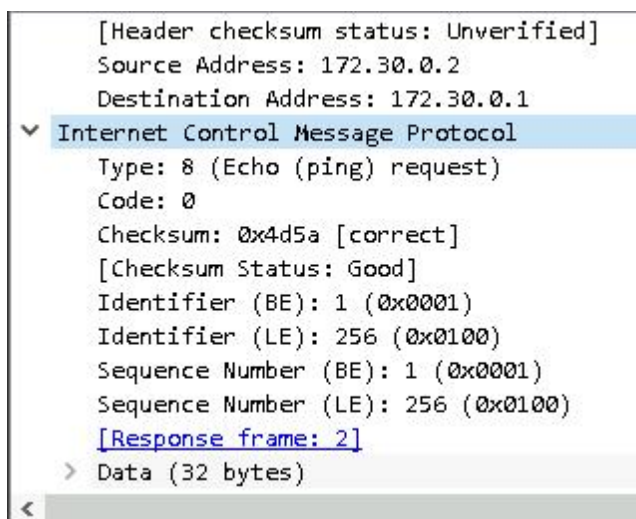 [Header checksum status: Unverified]
Source Address: 172.30.0.2
Destination Address: 172.30.0.1
Internet Control Message Protocol
Type: 8 (Echo (ping) request)
Code: 0
Checksum: 0x4d5a [correct]
[Checksum Status: Good]
Identifier (BE): 1 (0x0001)
Identifier (LE): 256 (0x0100)
Sequence Number (BE): 1 (0x0001)
Sequence Number (LE): 256 (0x0100)
[Response frame: 2]
Data (32 bytes)